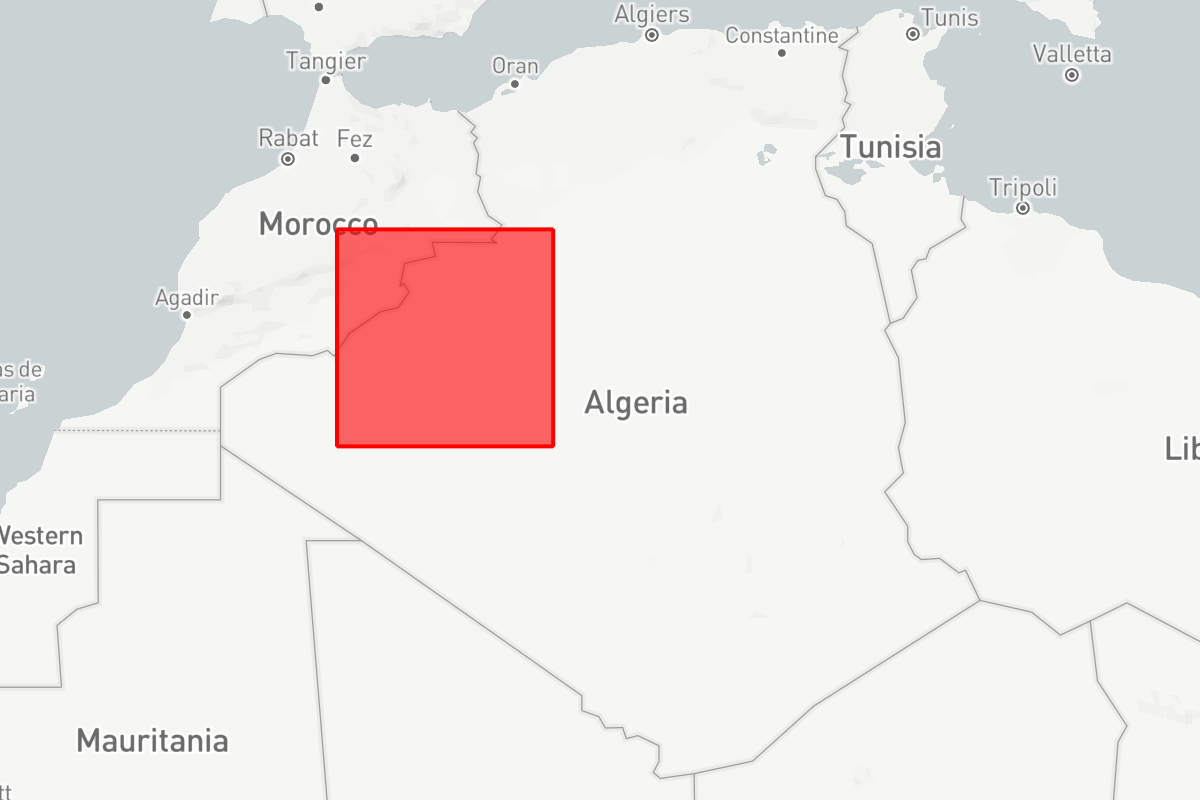 Algiers
Tunis
Constantine
Valletta
Tangier
Oran
Rabat
Fez
Tunisia
Tripoli
Morocco
Agadir
as de
aria
Algeria
Lib
Western
Sahara
Mauritania
tt